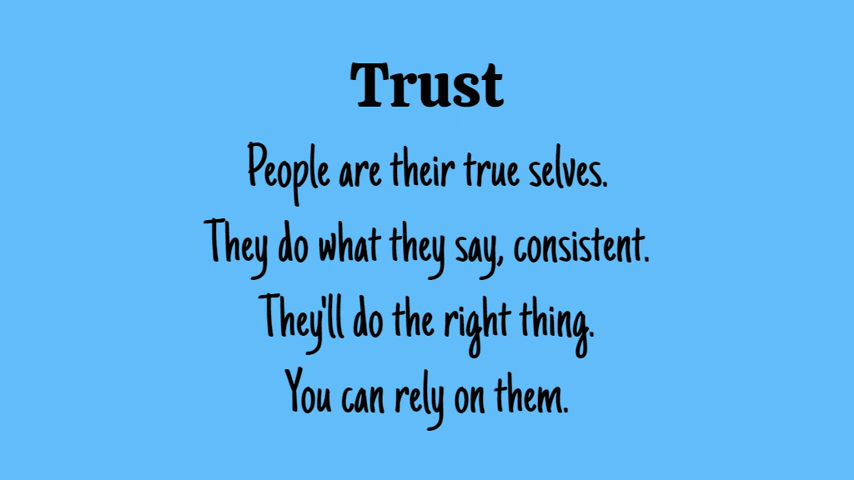 Trust
People are their true selves.
They do what they say, consistent.
They'll do the right thing.
You can rely on them.